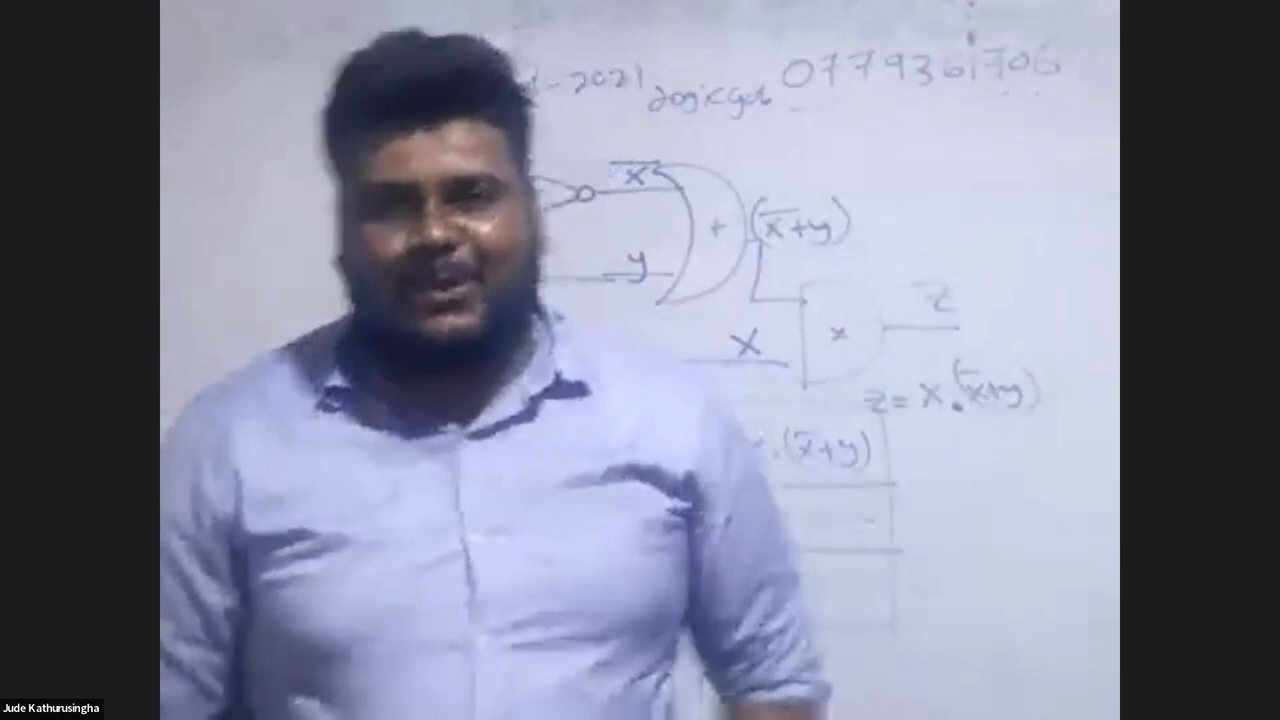 - 2021 0779361706
x̅
y
+
(x̅+y)
z
x
x
z = x.(x̅+y)
.(x̅+y)
Jude Kathurusingha